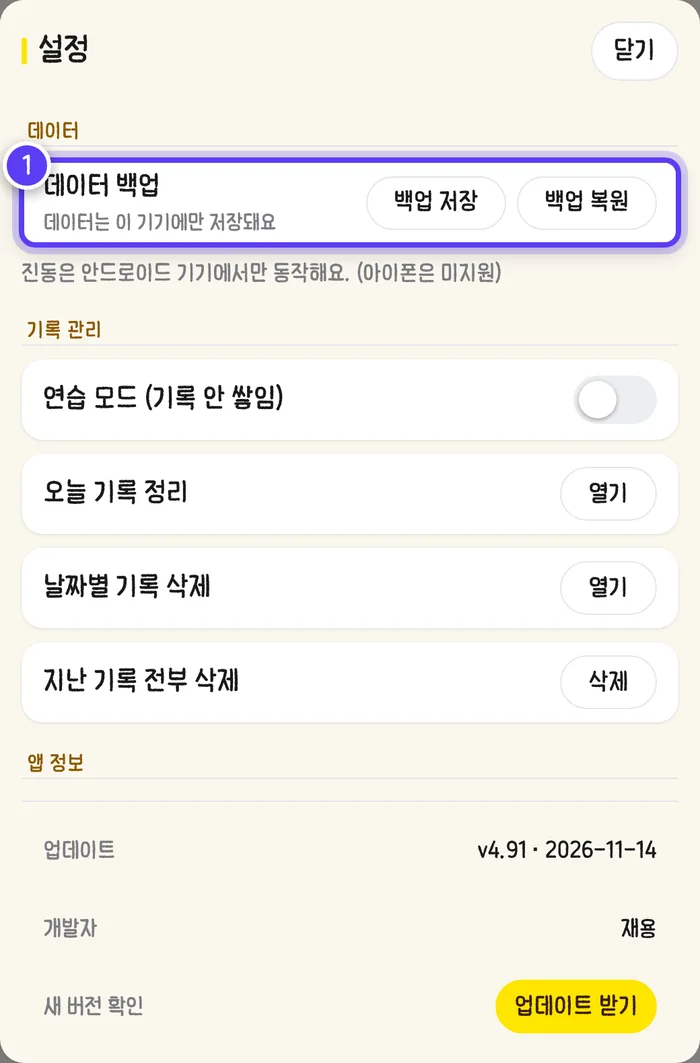 설정
닫기
데이터
1
데이터 백업
데이터는 이 기기에만 저장돼요
백업 저장
백업 복원
진동은 안드로이드 기기에서만 동작해요. (아이폰은 미지원)
기록 관리
연습 모드 (기록 안 쌓임)
오늘 기록 정리
열기
날짜별 기록 삭제
열기
지난 기록 전부 삭제
삭제
앱 정보
업데이트
v4.91 · 2026-11-14
개발자
재용
새 버전 확인
업데이트 받기